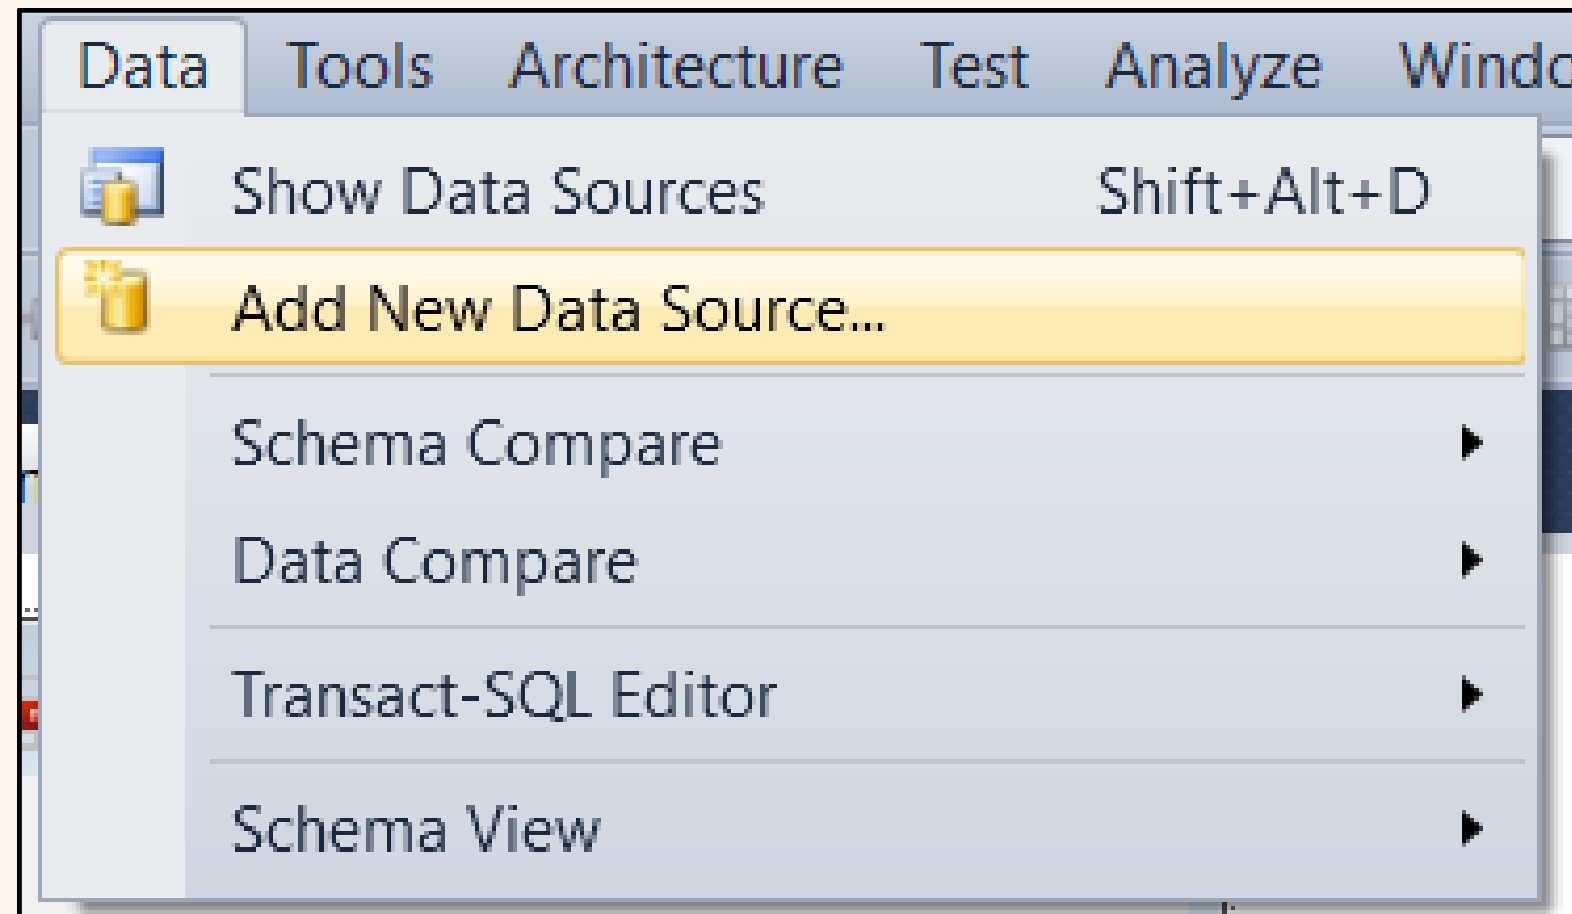 Data Tools Architecture Test Analyze Windo
Show Data Sources Shift+Alt+D
Add New Data Source...
Schema Compare
Data Compare
Transact-SQL Editor
Schema View